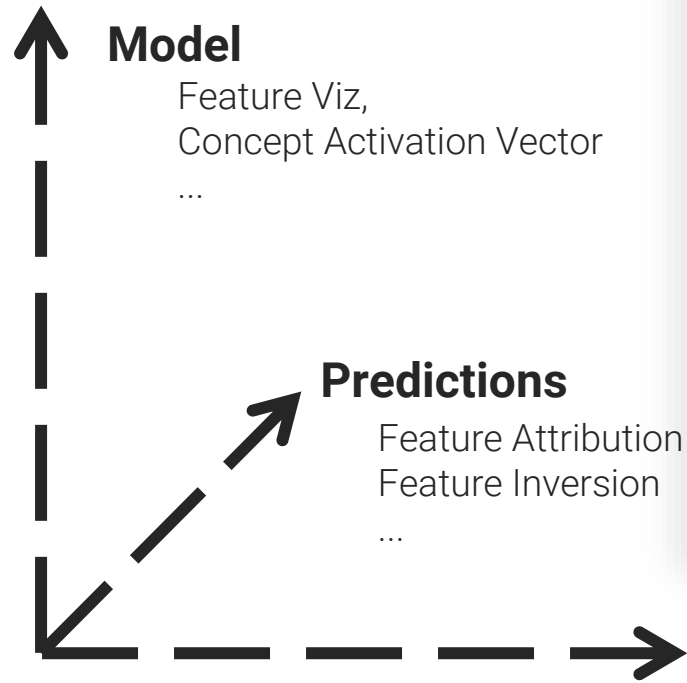 Model
Feature Viz,
Concept Activation Vector
...
Predictions
Feature Attribution
Feature Inversion
...